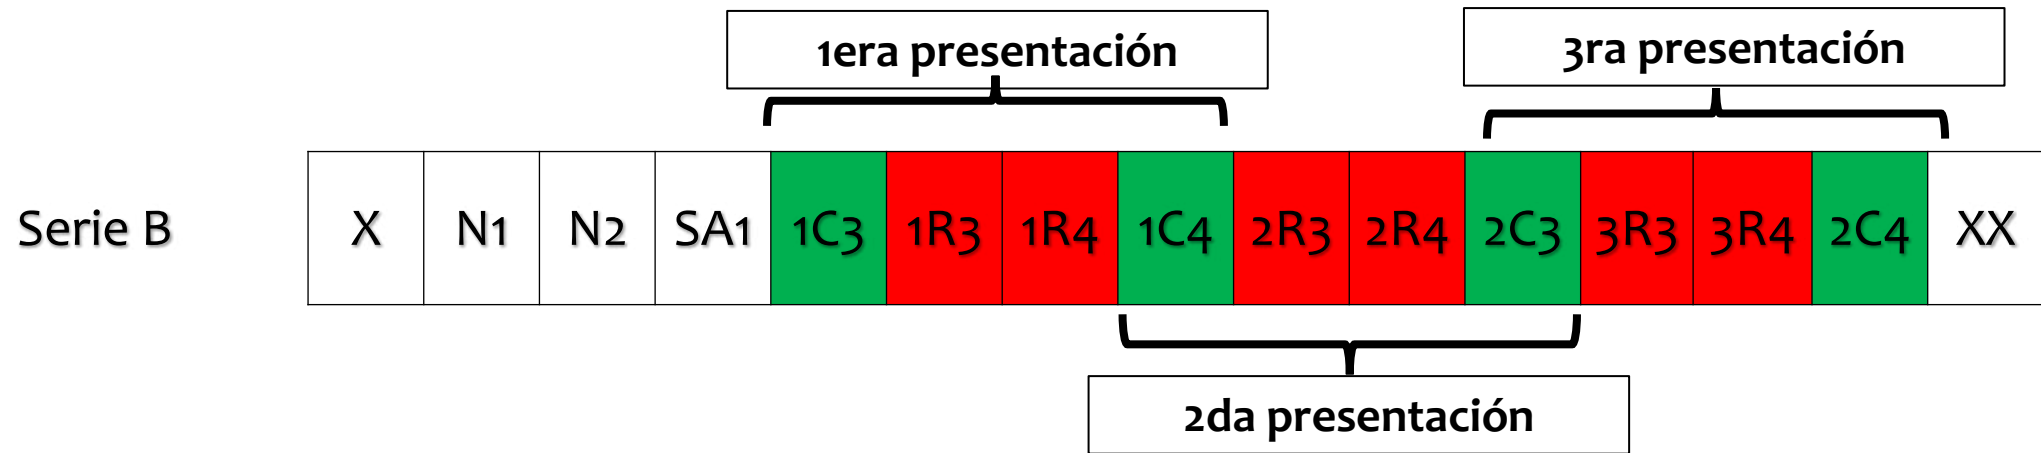 1era presentación
3ra presentación
Serie B X N1 N2 SA1 1C3 1R3 1R4 1C4 2R3 2R4 2C3 3R3 3R4 2C4 XX
2da presentación